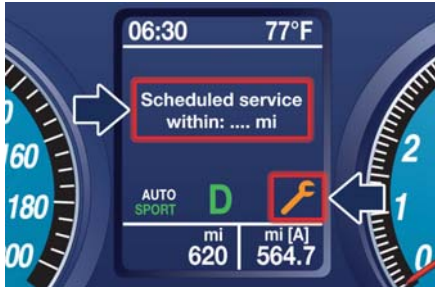 06:30 77°F
Scheduled service
within: .... mi
AUTO
SPORT
D
mi
620
mi [A]
564.7
160
180
2
1
0